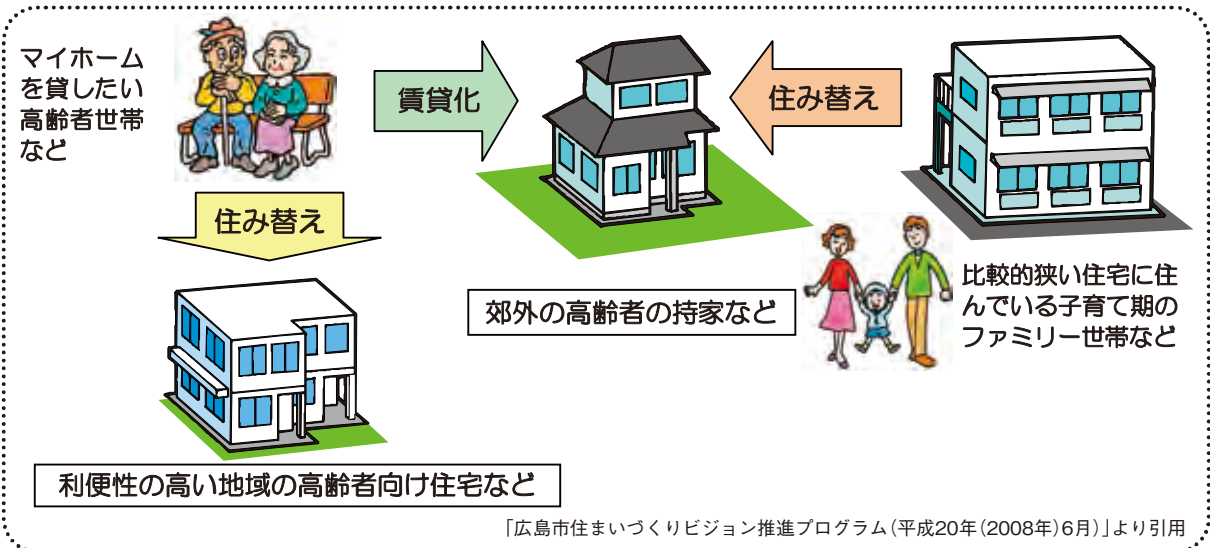 マイホーム
を貸したい
高齢者世帯
など
賃貸化
住み替え
住み替え
郊外の高齢者の持家など
比較的狭い住宅に住
んでいる子育て期の
ファミリー世帯など
利便性の高い地域の高齢者向け住宅など
「広島市住まいづくりビジョン推進プログラム(平成20年(2008年)6月)」より引用